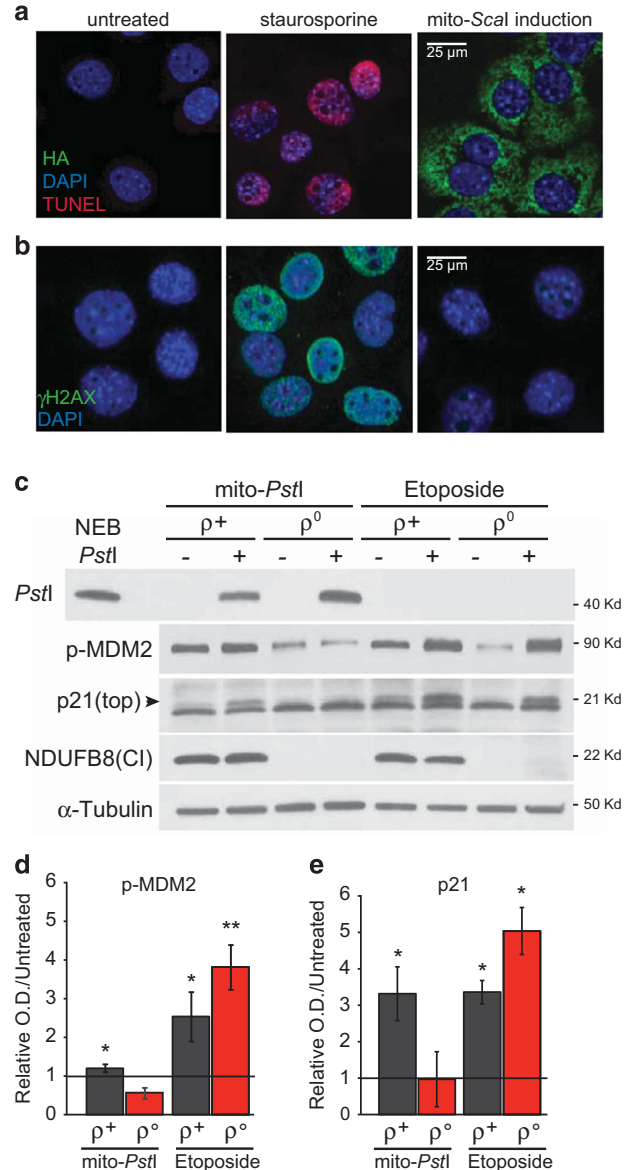 a
untreated
staurosporine
mito-ScaI induction
25 µm
HA
DAPI
TUNEL
b
25 µm
γH2AX
DAPI
c
mito-PstI
Etoposide
NEB
ρ+
ρ0
ρ+
ρ0
PstI
-
+
-
+
-
+
-
+
PstI
- 40 Kd
p-MDM2
- 90 Kd
p21(top)
- 21 Kd
NDUFB8(CI)
- 22 Kd
α-Tubulin
- 50 Kd
d
p-MDM2
Relative O.D./Untreated
6
5
4
3
2
1
0
*
*
**
ρ+
ρ°
ρ+
ρ°
mito-PstI
Etoposide
e
p21
Relative O.D./Untreated
6
5
4
3
2
1
0
*
*
*
ρ+
ρ°
ρ+
ρ°
mito-PstI
Etoposide